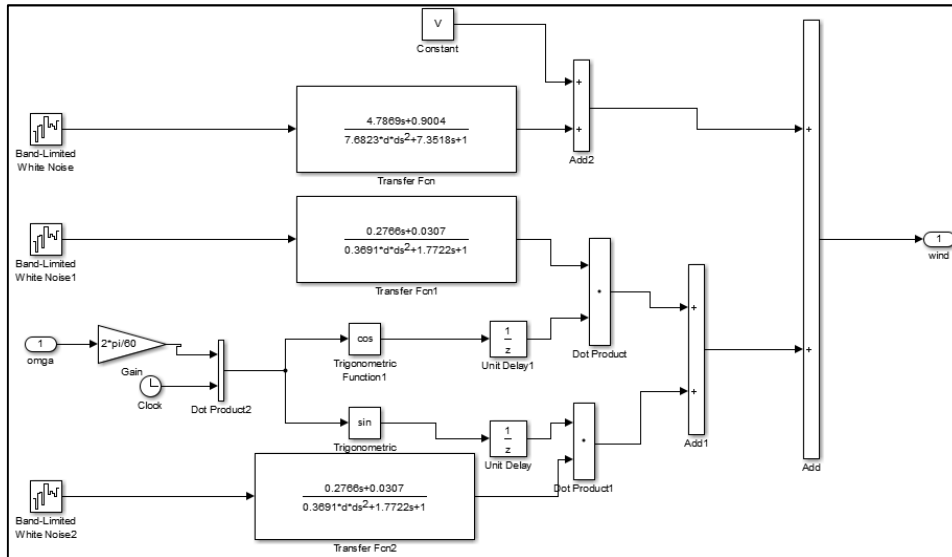 V
Constant
+
+
Add2
4.7869s+0.9004
7.6823*d*ds²+7.3518s+1
Transfer Fcn
Band-Limited
White Noise
+
+
Add
1
wind
0.2766s+0.0307
0.3691*d*ds²+1.7722s+1
Transfer Fcn1
Band-Limited
White Noise1
Dot Product
+
+
Add1
1
omga
2*pi/60
Gain
Clock
Dot Product2
cos
Trigonometric
Function1
1
z
Unit Delay1
sin
Trigonometric
1
z
Unit Delay
Dot Product1
0.2766s+0.0307
0.3691*d*ds²+1.7722s+1
Transfer Fcn2
Band-Limited
White Noise2